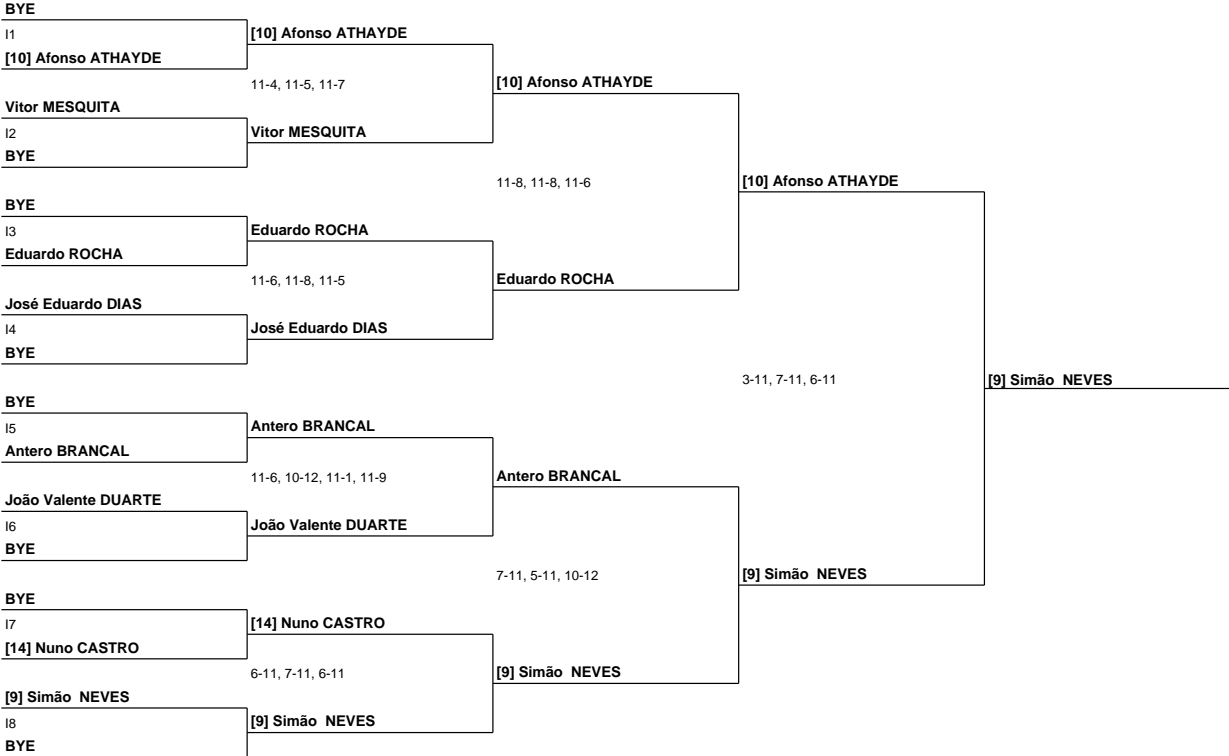 BYE
I1
[10] Afonso ATHAYDE
[10] Afonso ATHAYDE
11-4, 11-5, 11-7
[10] Afonso ATHAYDE
Vitor MESQUITA
I2
Vitor MESQUITA
BYE
11-8, 11-8, 11-6
[10] Afonso ATHAYDE
BYE
I3
Eduardo ROCHA
Eduardo ROCHA
11-6, 11-8, 11-5
Eduardo ROCHA
José Eduardo DIAS
I4
José Eduardo DIAS
BYE
3-11, 7-11, 6-11
[9] Simão  NEVES
BYE
I5
Antero BRANCAL
Antero BRANCAL
11-6, 10-12, 11-1, 11-9
Antero BRANCAL
João Valente DUARTE
I6
João Valente DUARTE
BYE
7-11, 5-11, 10-12
[9] Simão  NEVES
BYE
I7
[14] Nuno CASTRO
[14] Nuno CASTRO
6-11, 7-11, 6-11
[9] Simão  NEVES
[9] Simão  NEVES
I8
[9] Simão  NEVES
BYE